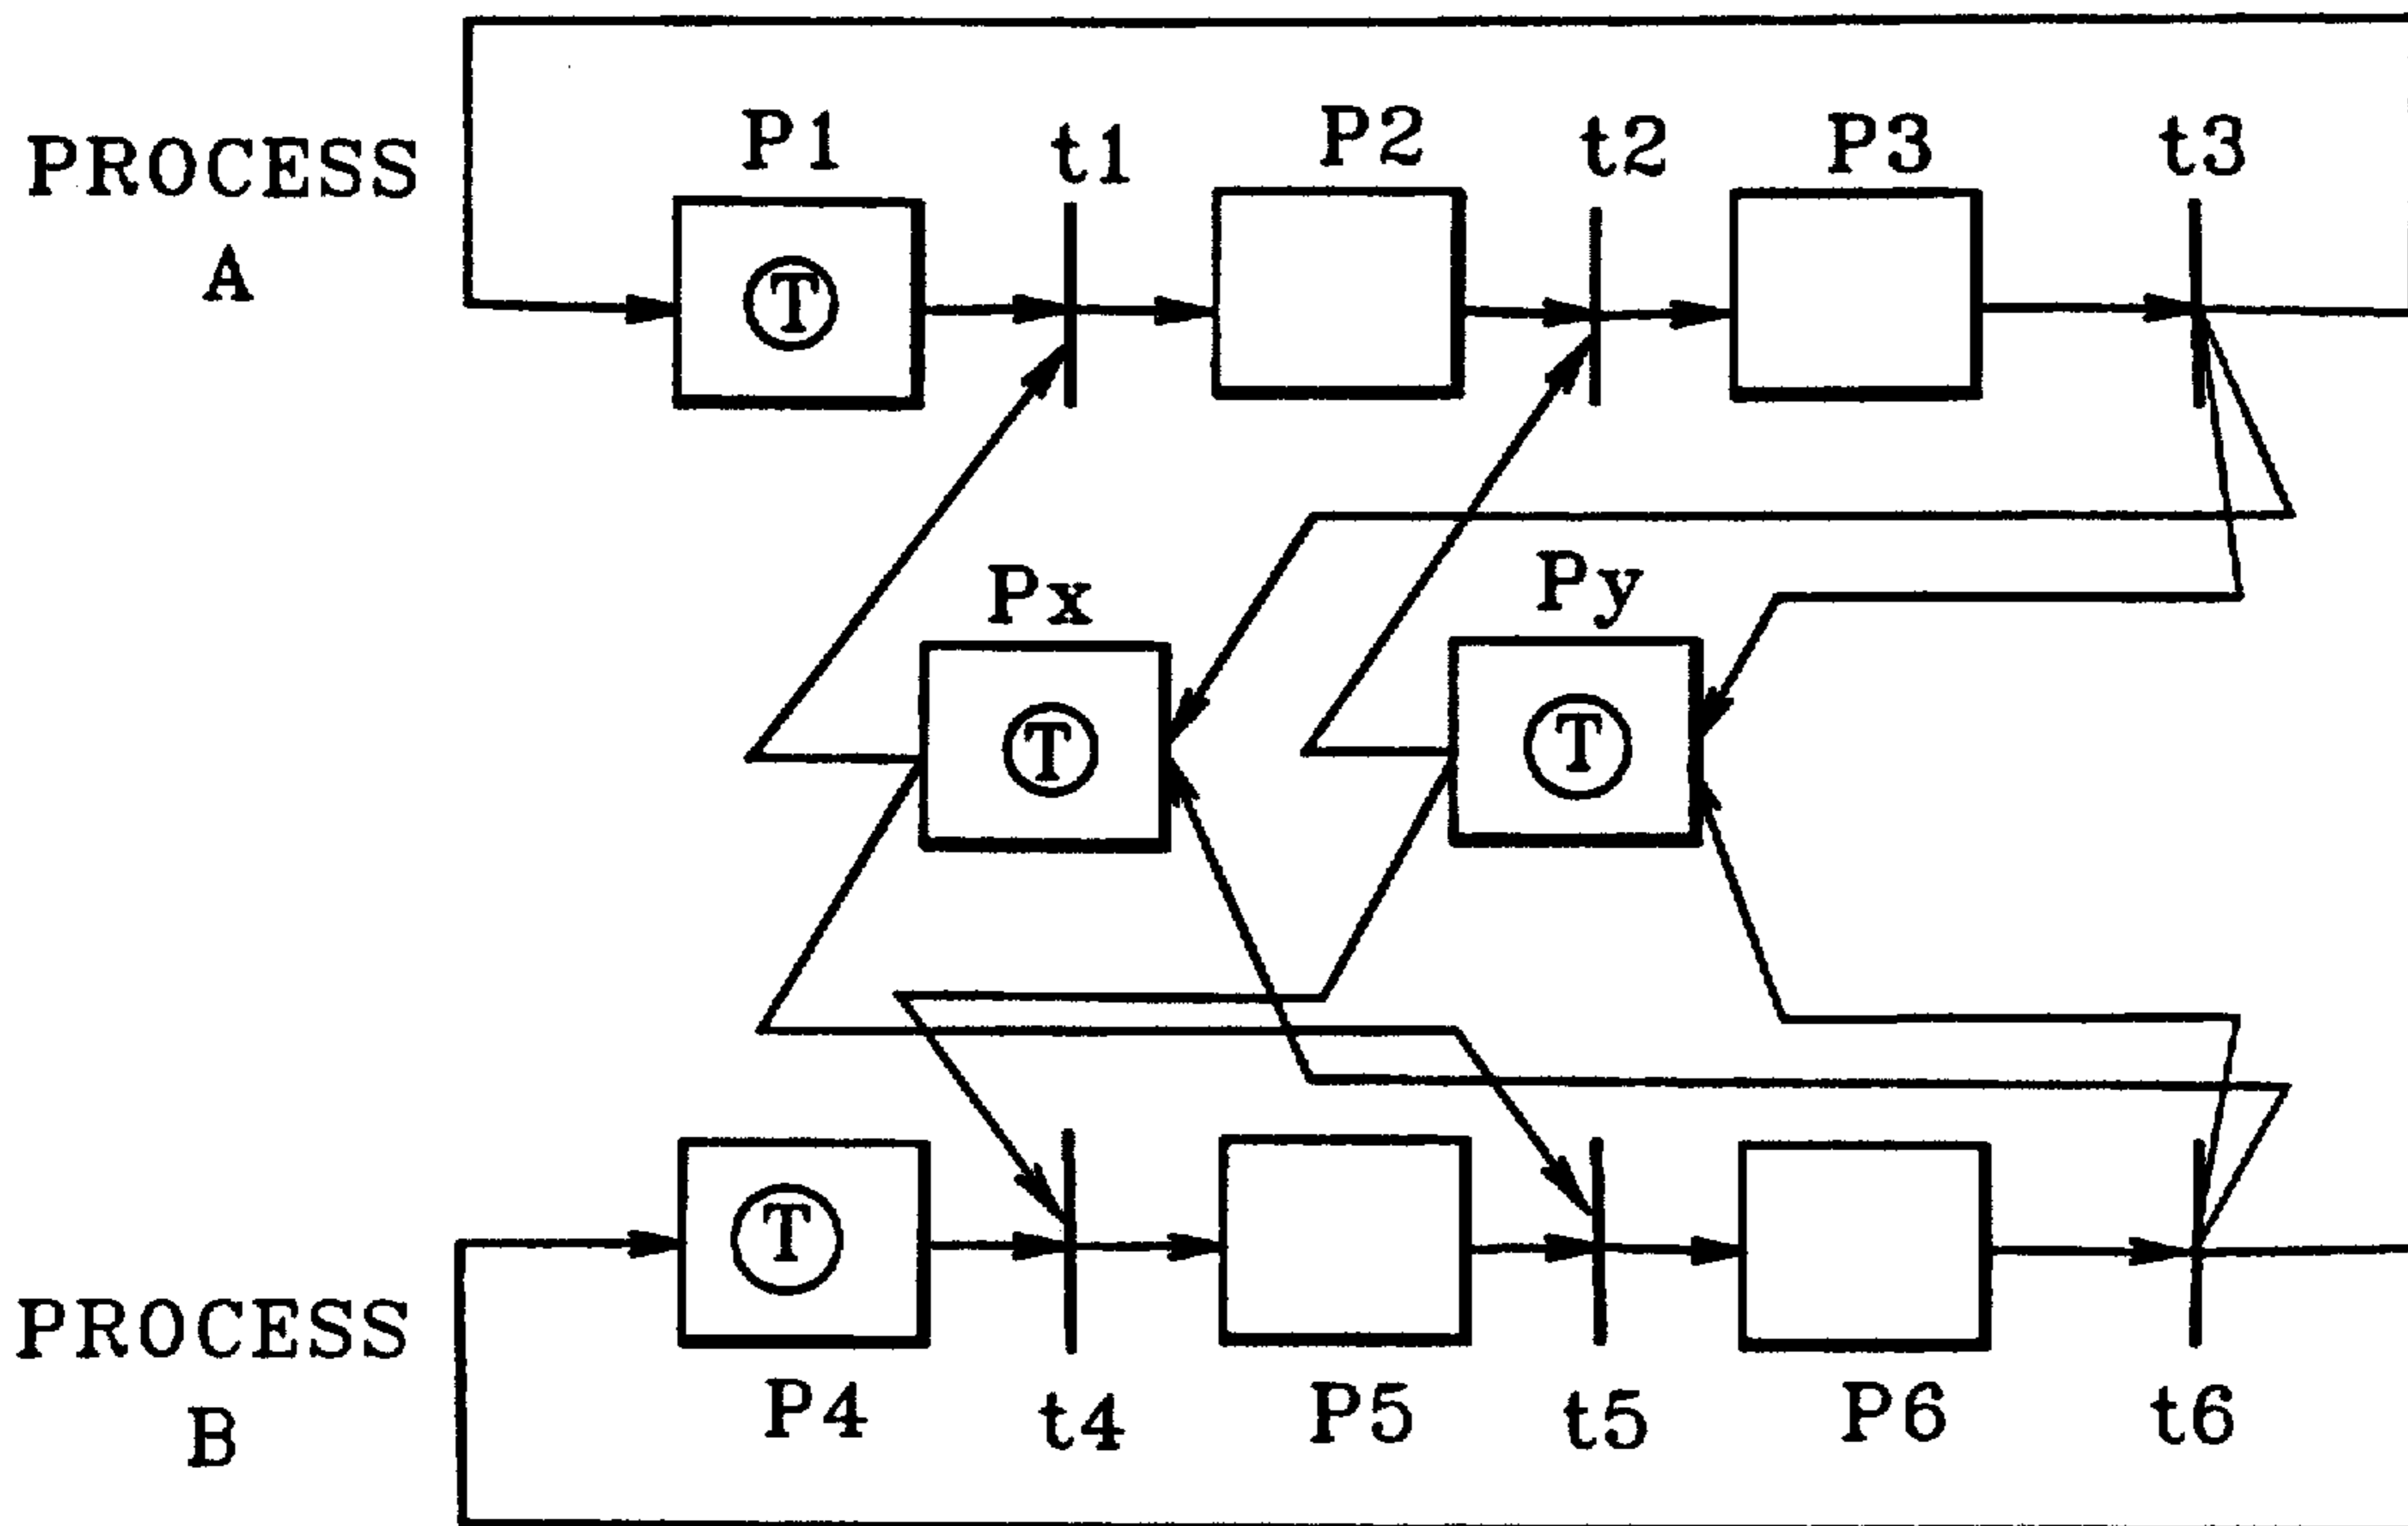 P1 t1 P2 t2 P3 t3
PROCESS
A
T
Px Py
T T
T
PROCESS
B
P4 t4 P5 t5 P6 t6